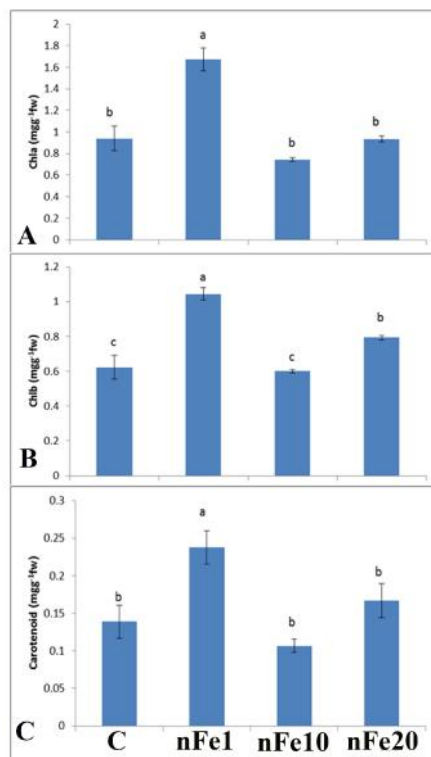 2
1.8
a
1.6
1.4
1.2
b
b
b
1
0.8
0.6
0.4
0.2
0
Chla (mgg⁻¹fw)
A
a
1
b
0.8
c
c
0.6
0.4
0.2
0
Chlb (mgg⁻¹fw)
B
0.3
a
0.25
b
b
0.2
b
0.15
0.1
0.05
0
Carotenoid (mgg⁻¹fw)
C
C nFe1 nFe10 nFe20